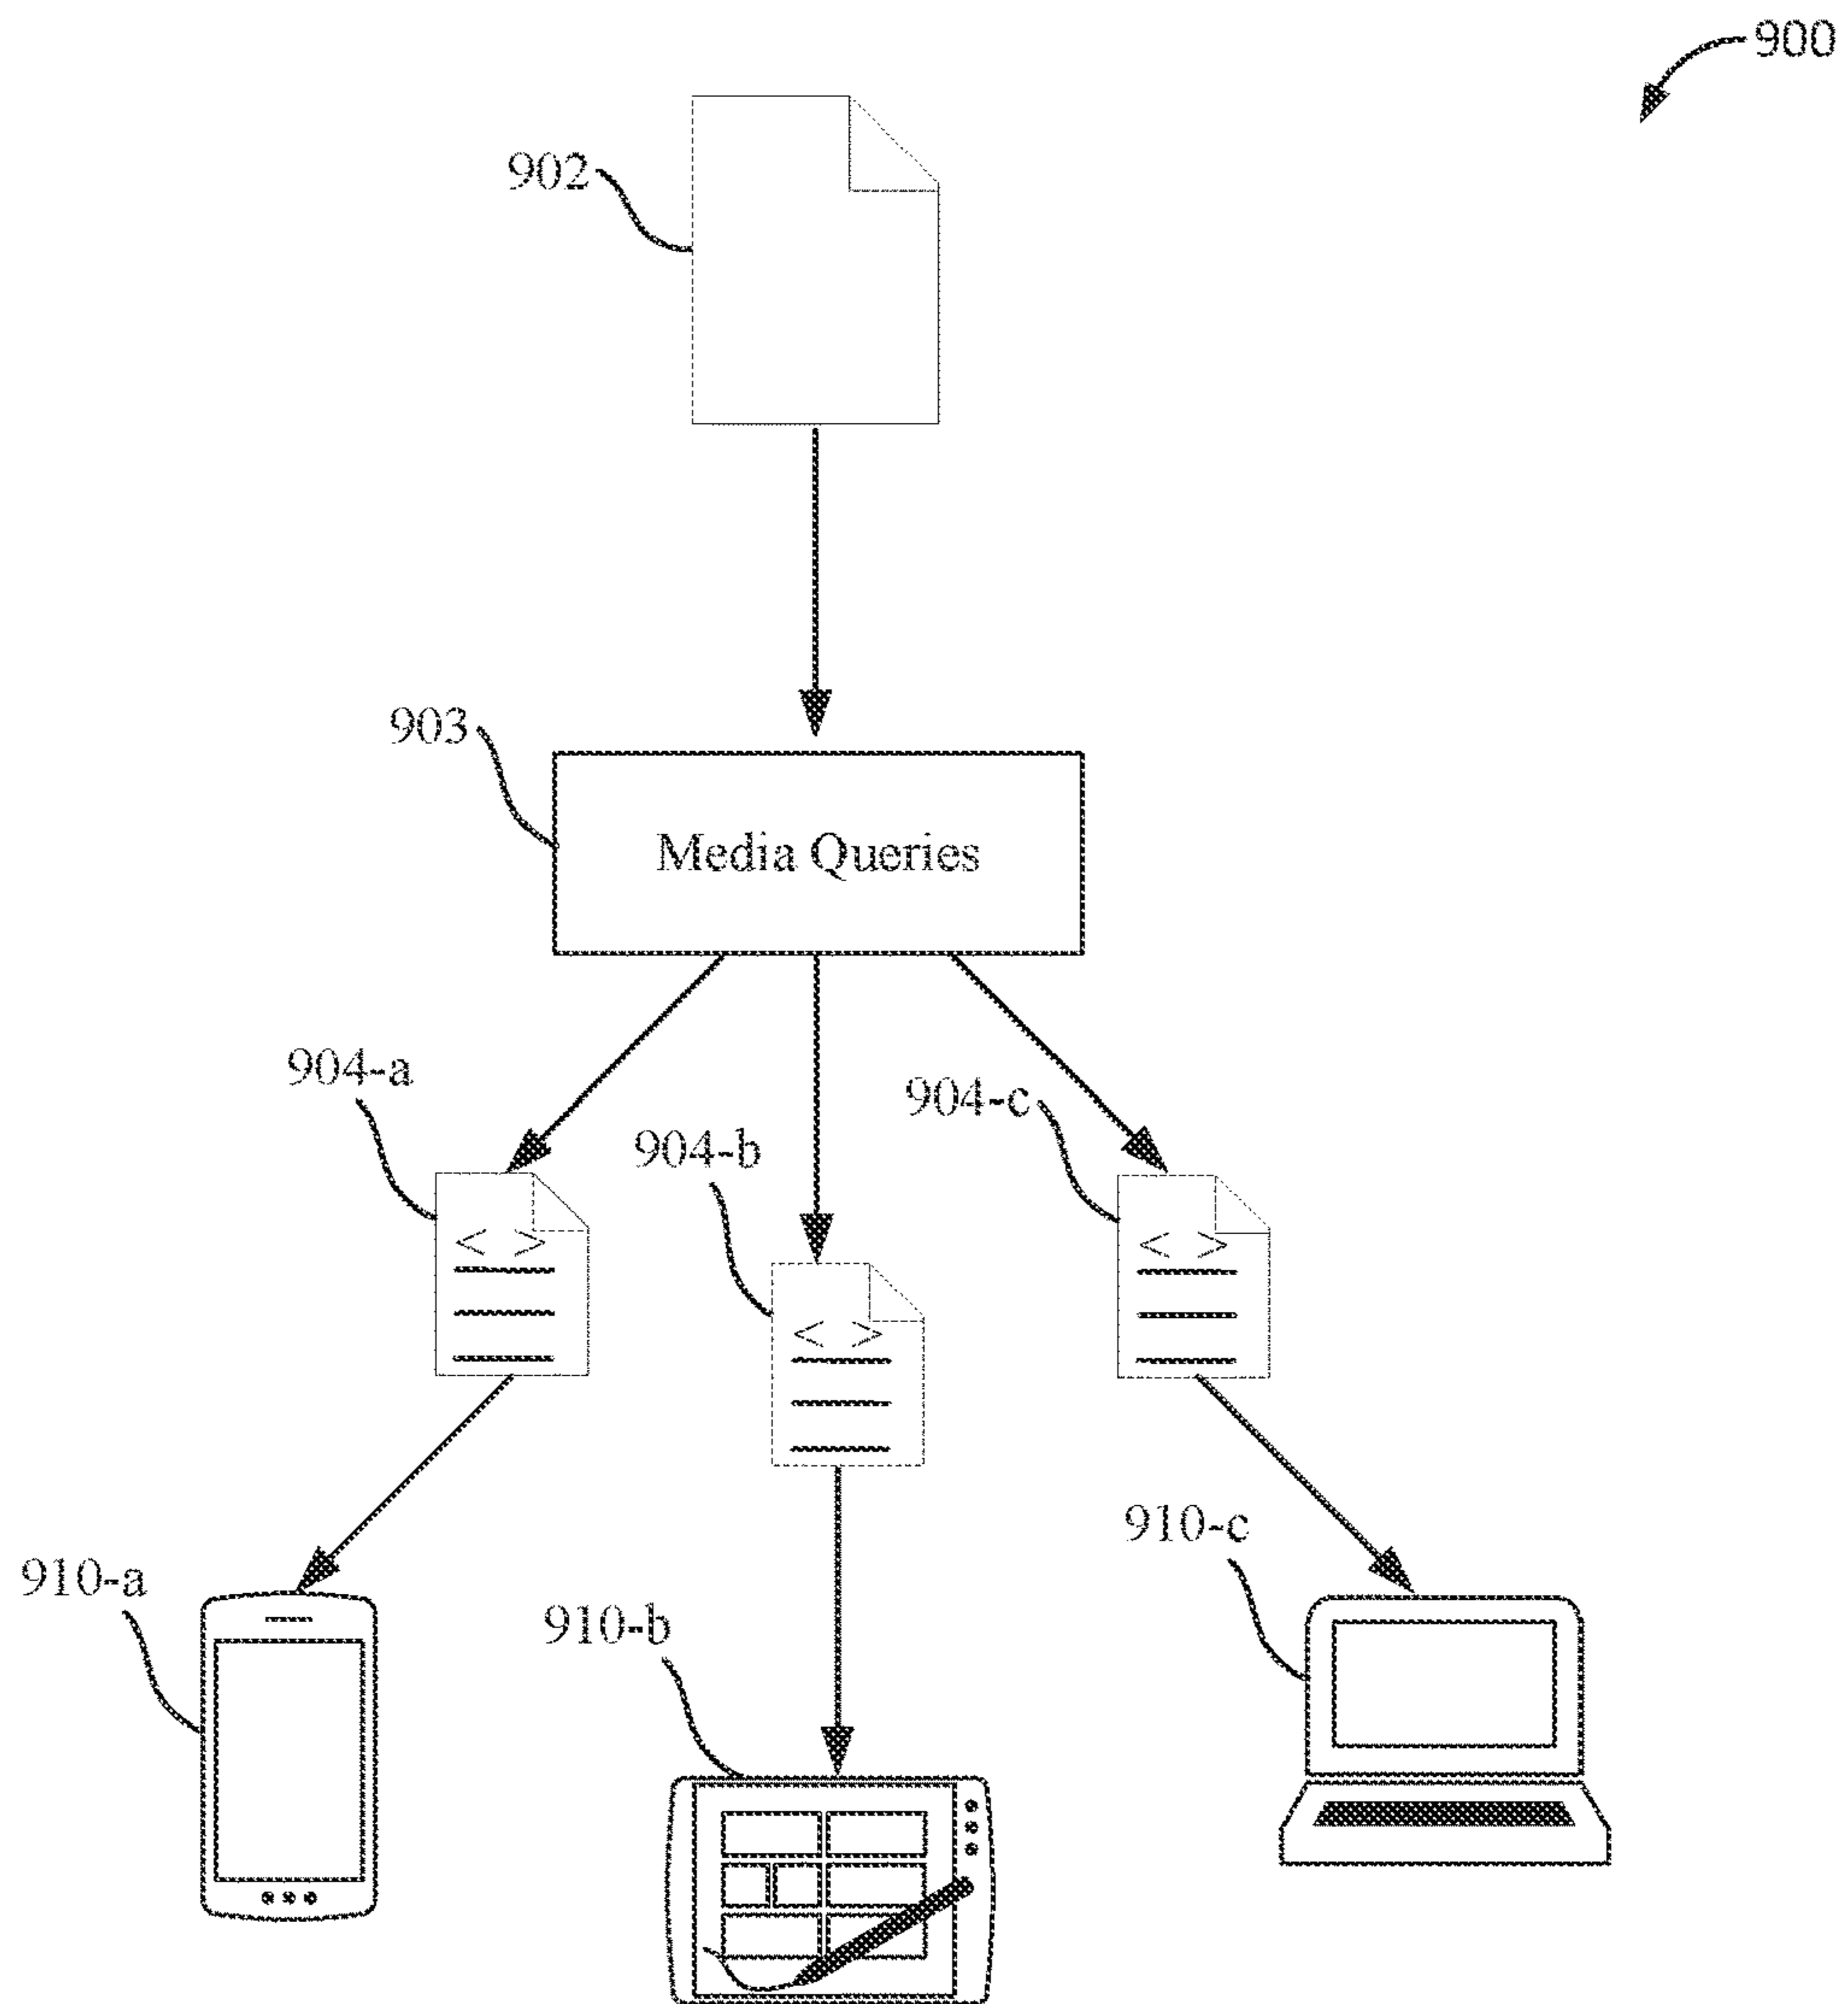 900
902
903
Media Queries
904-a
904-c
904-b
< >
< >
< >
910-c
910-a
910-b